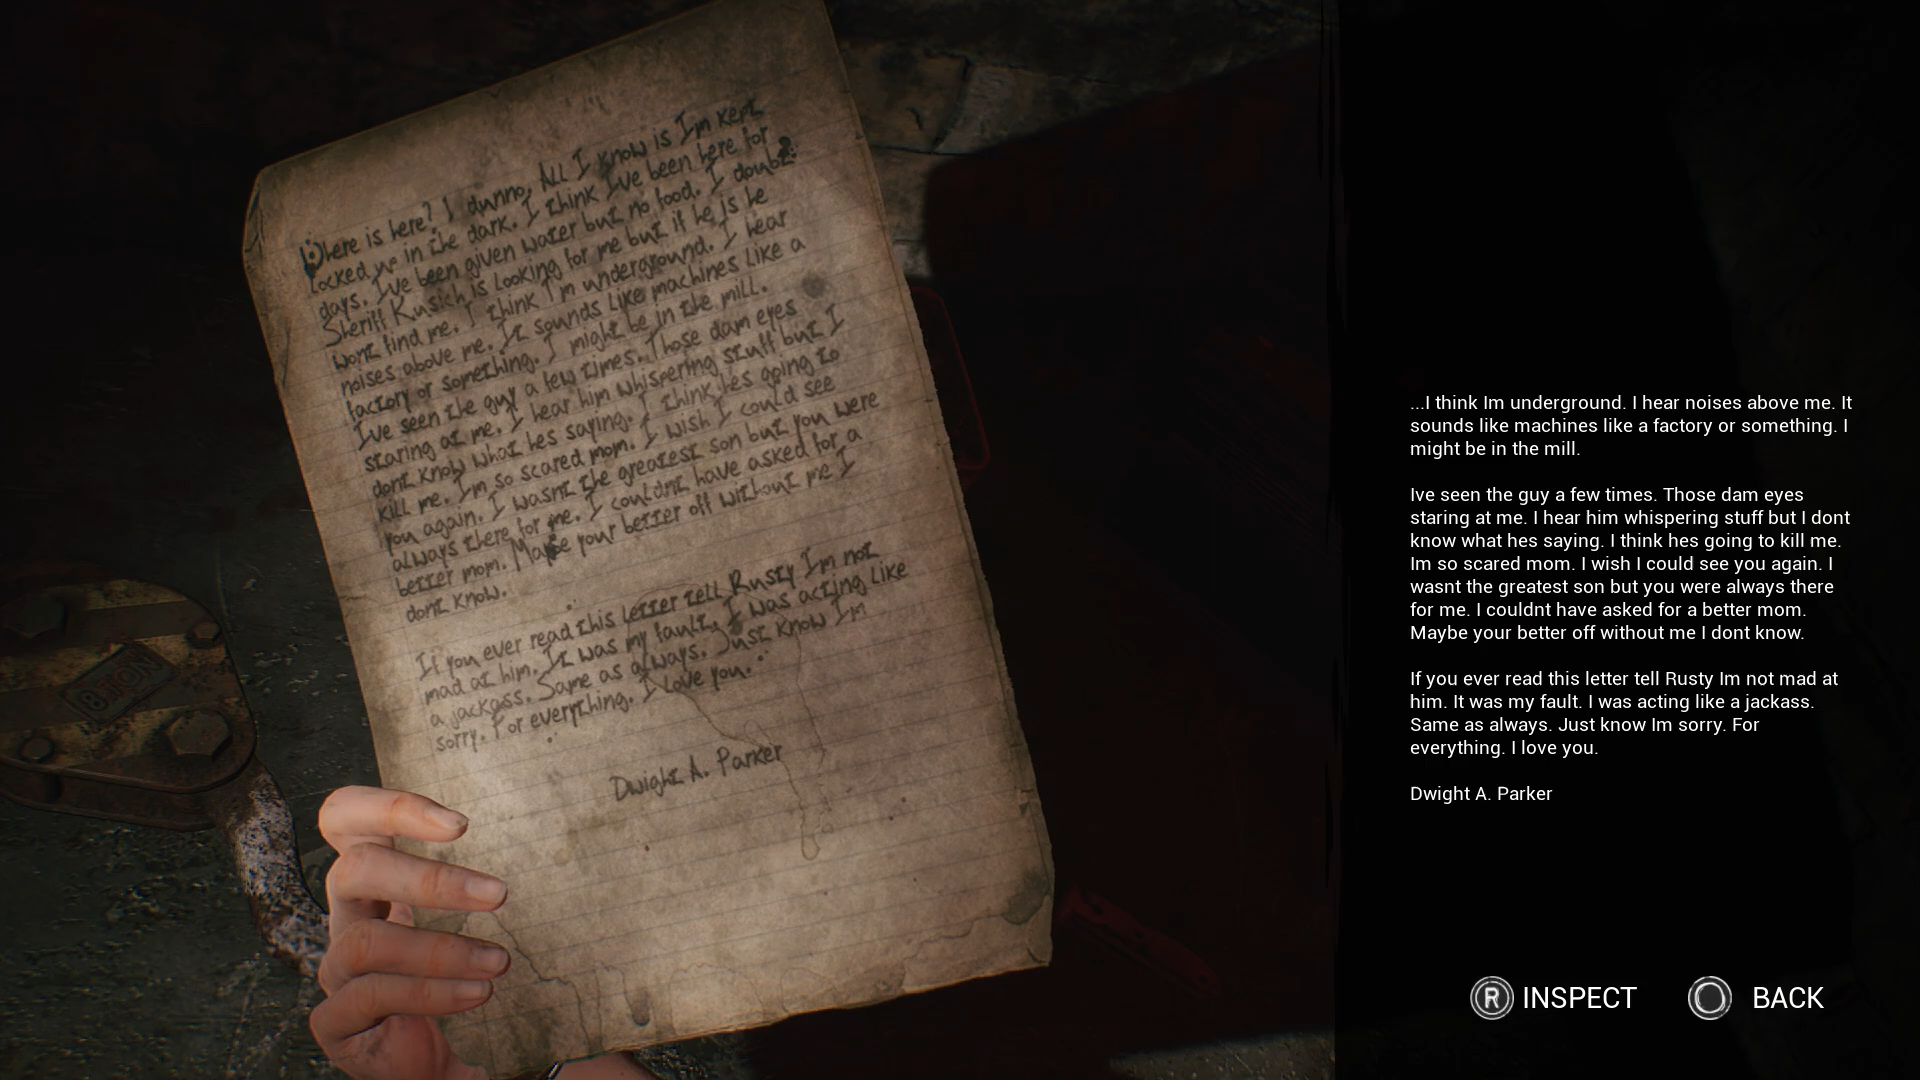 Where is here? I dunno. All I know is Im kept
locked up in the dark. I think Ive been here for
days. Ive been given water but no food. I doubt
Sheriff Kusich is looking for me but if he is he
wont find me. I think I'm underground. I hear
noises above me. It sounds like machines like a
factory or something. I might be in the mill.
Ive seen the guy a few times. Those dam eyes
staring at me. I hear him whispering stuff but I
dont know what hes saying. I think hes going to
kill me. Im so scared mom. I wish I could see
you again. I wasnt the greatest son but you were
always there for me. I couldnt have asked for a
better mom. Maybe your better off without me I
dont know.
If you ever read this letter tell Rusty Im not
mad at him. It was my fault. I was acting like
a jackass. Same as always. Just know Im
sorry. For everything. I love you.
Dwight A. Parker
8TION
...I think Im underground. I hear noises above me. It
sounds like machines like a factory or something. I
might be in the mill.
Ive seen the guy a few times. Those dam eyes
staring at me. I hear him whispering stuff but I dont
know what hes saying. I think hes going to kill me.
Im so scared mom. I wish I could see you again. I
wasnt the greatest son but you were always there
for me. I couldnt have asked for a better mom.
Maybe your better off without me I dont know.
If you ever read this letter tell Rusty Im not mad at
him. It was my fault. I was acting like a jackass.
Same as always. Just know Im sorry. For
everything. I love you.
Dwight A. Parker
R INSPECT
BACK